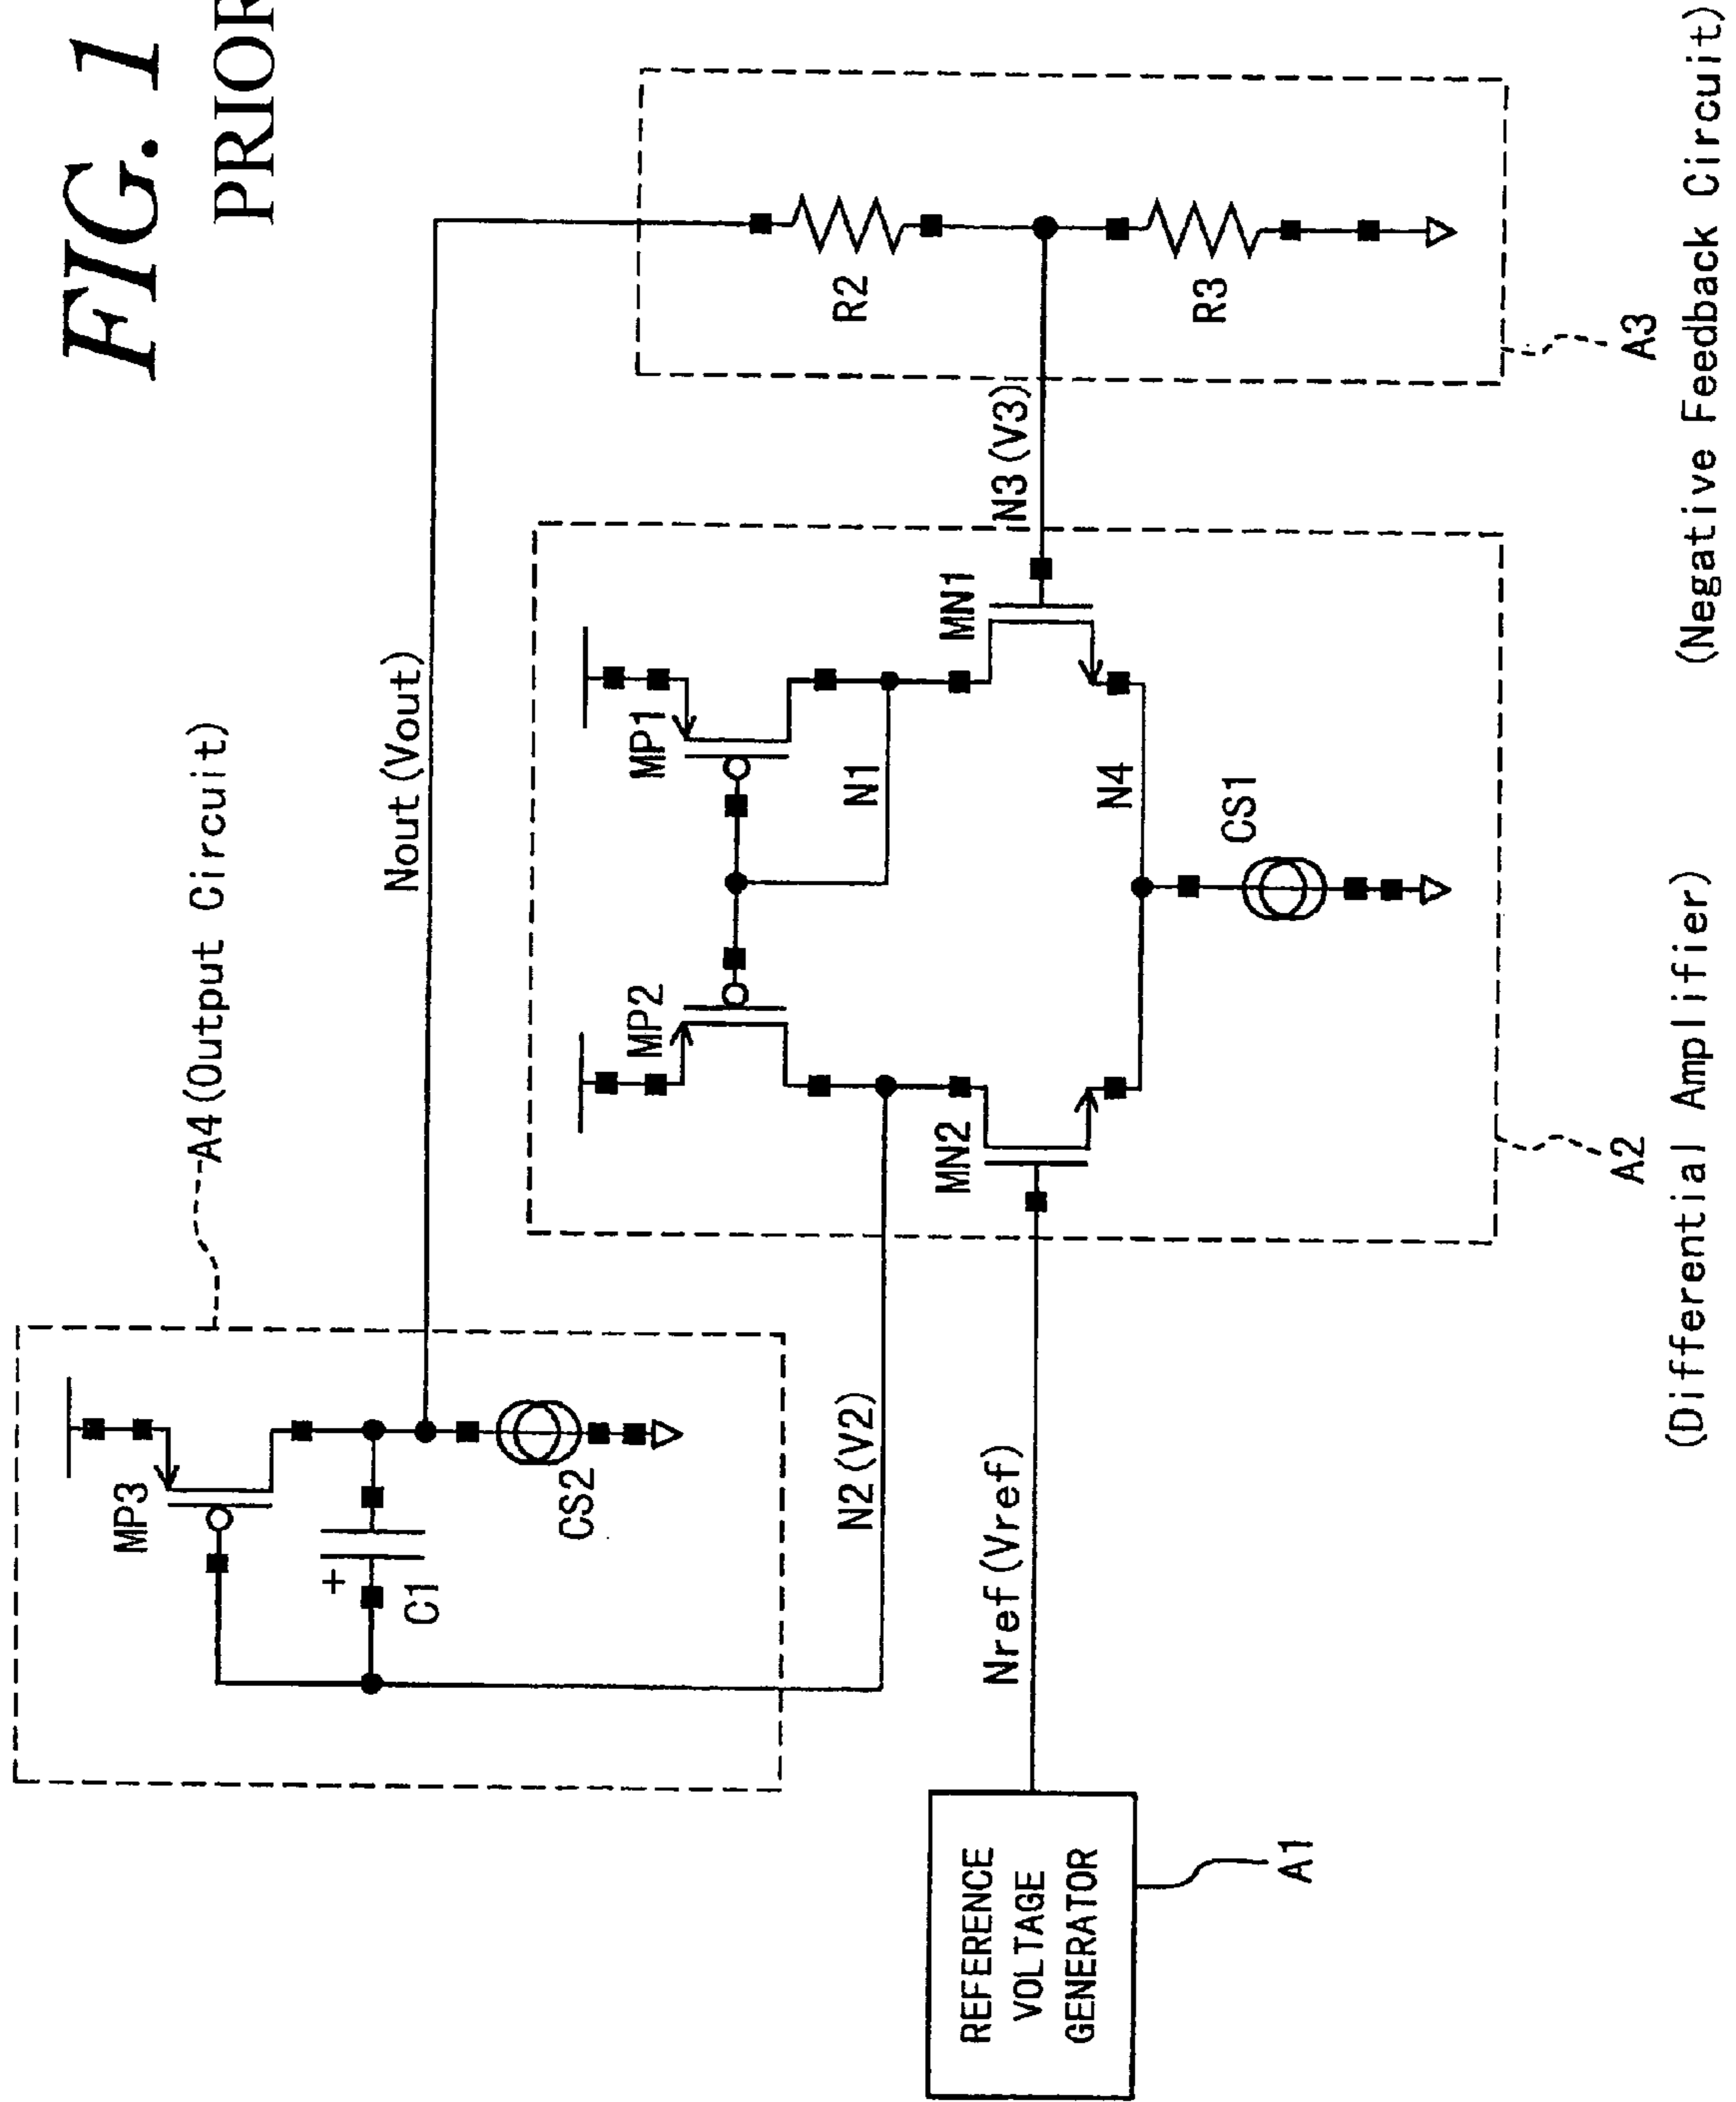 FIG. 1
PRIOR
A4(Output Circuit)
Nout(Vout)
MP3
+
C1
CS2
N2(V2)
MP2
MP1
N1
MN2
MN1
N3(V3)
R2
R3
N4
CS1
Nref(Vref)
REFERENCE
VOLTAGE
GENERATOR
A1
A2
(Differential Amplifier)
A3
(Negative Feedback Circuit)